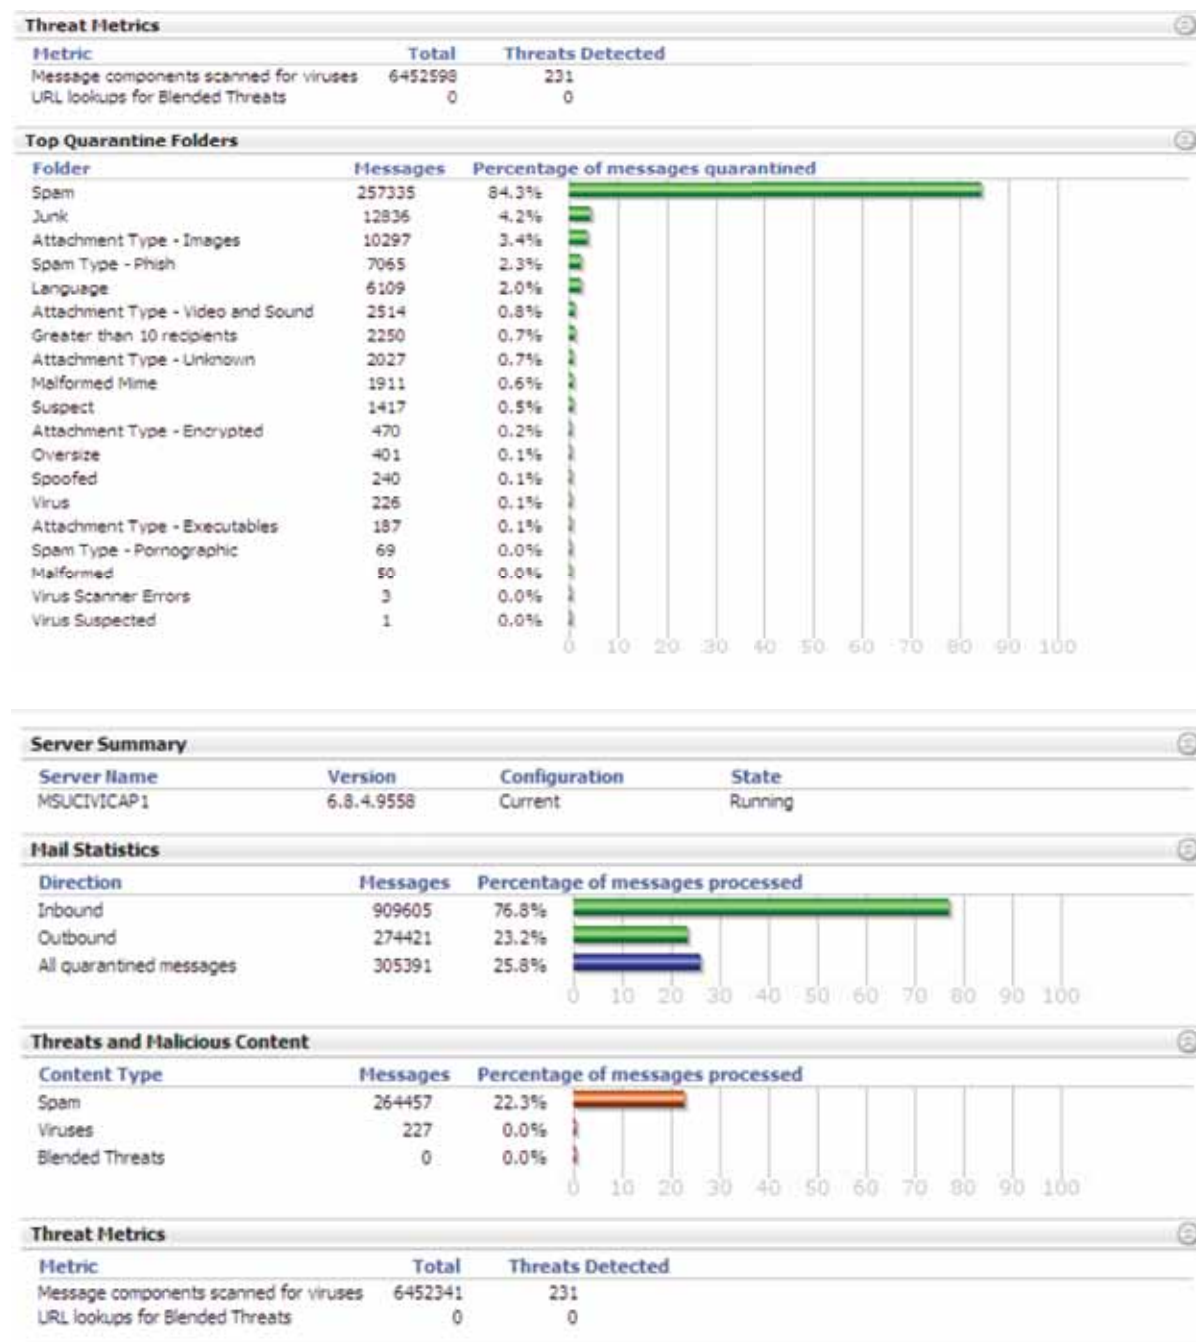 Threat Metrics
Metric Total Threats Detected
Message components scanned for viruses 6452598 231
URL lookups for Blended Threats 0 0
Top Quarantine Folders
Folder Messages Percentage of messages quarantined
Spam 257335 84.3%
Junk 12836 4.2%
Attachment Type - Images 10297 3.4%
Spam Type - Phish 7065 2.3%
Language 6109 2.0%
Attachment Type - Video and Sound 2514 0.8%
Greater than 10 recipients 2250 0.7%
Attachment Type - Unknown 2027 0.7%
Malformed Mime 1911 0.6%
Suspect 1417 0.5%
Attachment Type - Encrypted 470 0.2%
Oversize 401 0.1%
Spoofed 240 0.1%
Virus 226 0.1%
Attachment Type - Executables 187 0.1%
Spam Type - Pornographic 69 0.0%
Malformed 50 0.0%
Virus Scanner Errors 3 0.0%
Virus Suspected 1 0.0%
0 10 20 30 40 50 60 70 80 90 100
Server Summary
Server Name Version Configuration State
MSUCIVICAP1 6.8.4.9558 Current Running
Mail Statistics
Direction Messages Percentage of messages processed
Inbound 909605 76.8%
Outbound 274421 23.2%
All quarantined messages 305391 25.8%
0 10 20 30 40 50 60 70 80 90 100
Threats and Malicious Content
Content Type Messages Percentage of messages processed
Spam 264457 22.3%
Viruses 227 0.0%
Blended Threats 0 0.0%
0 10 20 30 40 50 60 70 80 90 100
Threat Metrics
Metric Total Threats Detected
Message components scanned for viruses 6452341 231
URL lookups for Blended Threats 0 0